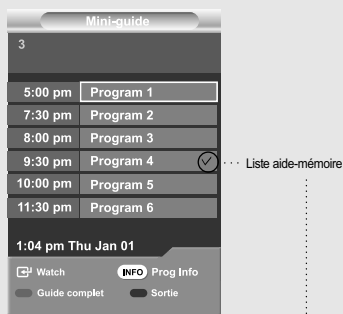 Mini-guide
3
5:00 pm Program 1
7:30 pm Program 2
8:00 pm Program 3
9:30 pm Program 4 Liste aide-mémoire
10:00 pm Program 5
11:30 pm Program 6
1:04 pm Thu Jan 01
Watch INFO Prog Info
Guide complet Sortie